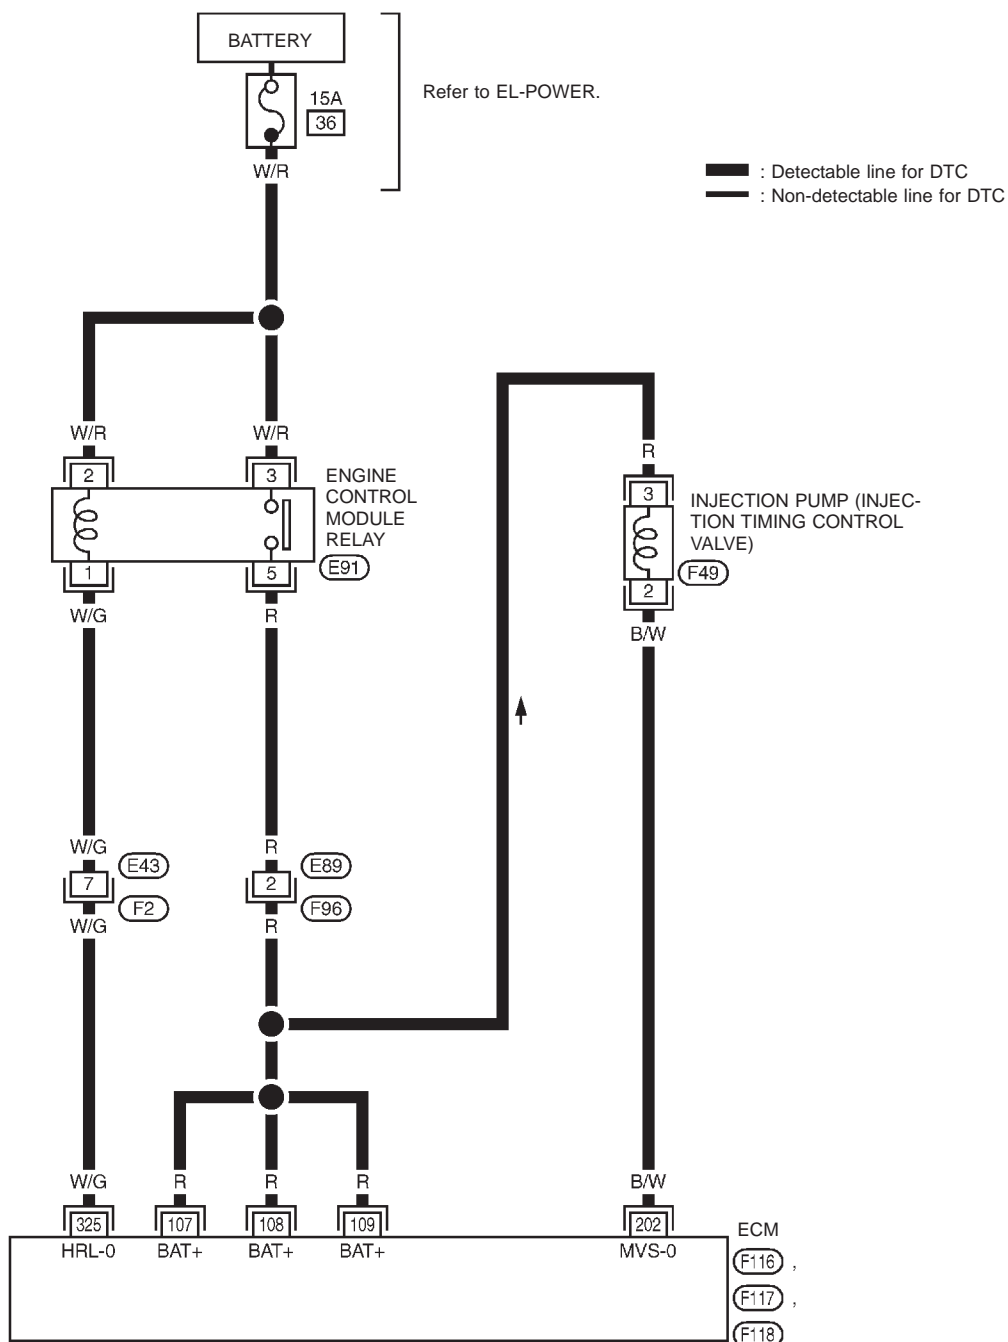 BATTERY
Refer to EL-POWER.
15A
36
W/R
: Detectable line for DTC
: Non-detectable line for DTC
W/R
W/R
R
2
3
ENGINE
CONTROL
MODULE
RELAY
E91
3
INJECTION PUMP (INJEC-
TION TIMING CONTROL
VALVE)
F49
1
5
2
W/G
R
B/W
W/G
R
E43
E89
7
2
F2
F96
W/G
R
W/G
R
R
R
B/W
325
107
108
109
202
ECM
HRL-0
BAT+
BAT+
BAT+
MVS-0
F116 ,
F117 ,
F118